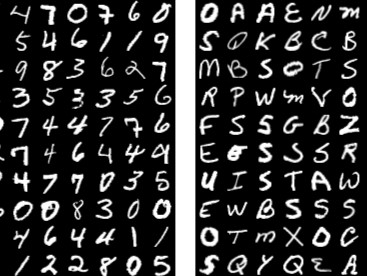 4 7 0 7 6 0 O A A E N m
5 4 6 1 1 9 S Q K B C B
9 8 3 6 2 7 M B S O T S
3 5 3 3 5 6 R P W m V O
7 4 4 7 7 6 F S S G B Z
7 4 6 4 4 9 E S S S R
4 7 7 0 3 5 U I S T A W
0 0 8 3 0 0 E W B S S S
4 6 4 4 1 / O T m X O C
1 2 2 8 0 5 S Q Y Q E A